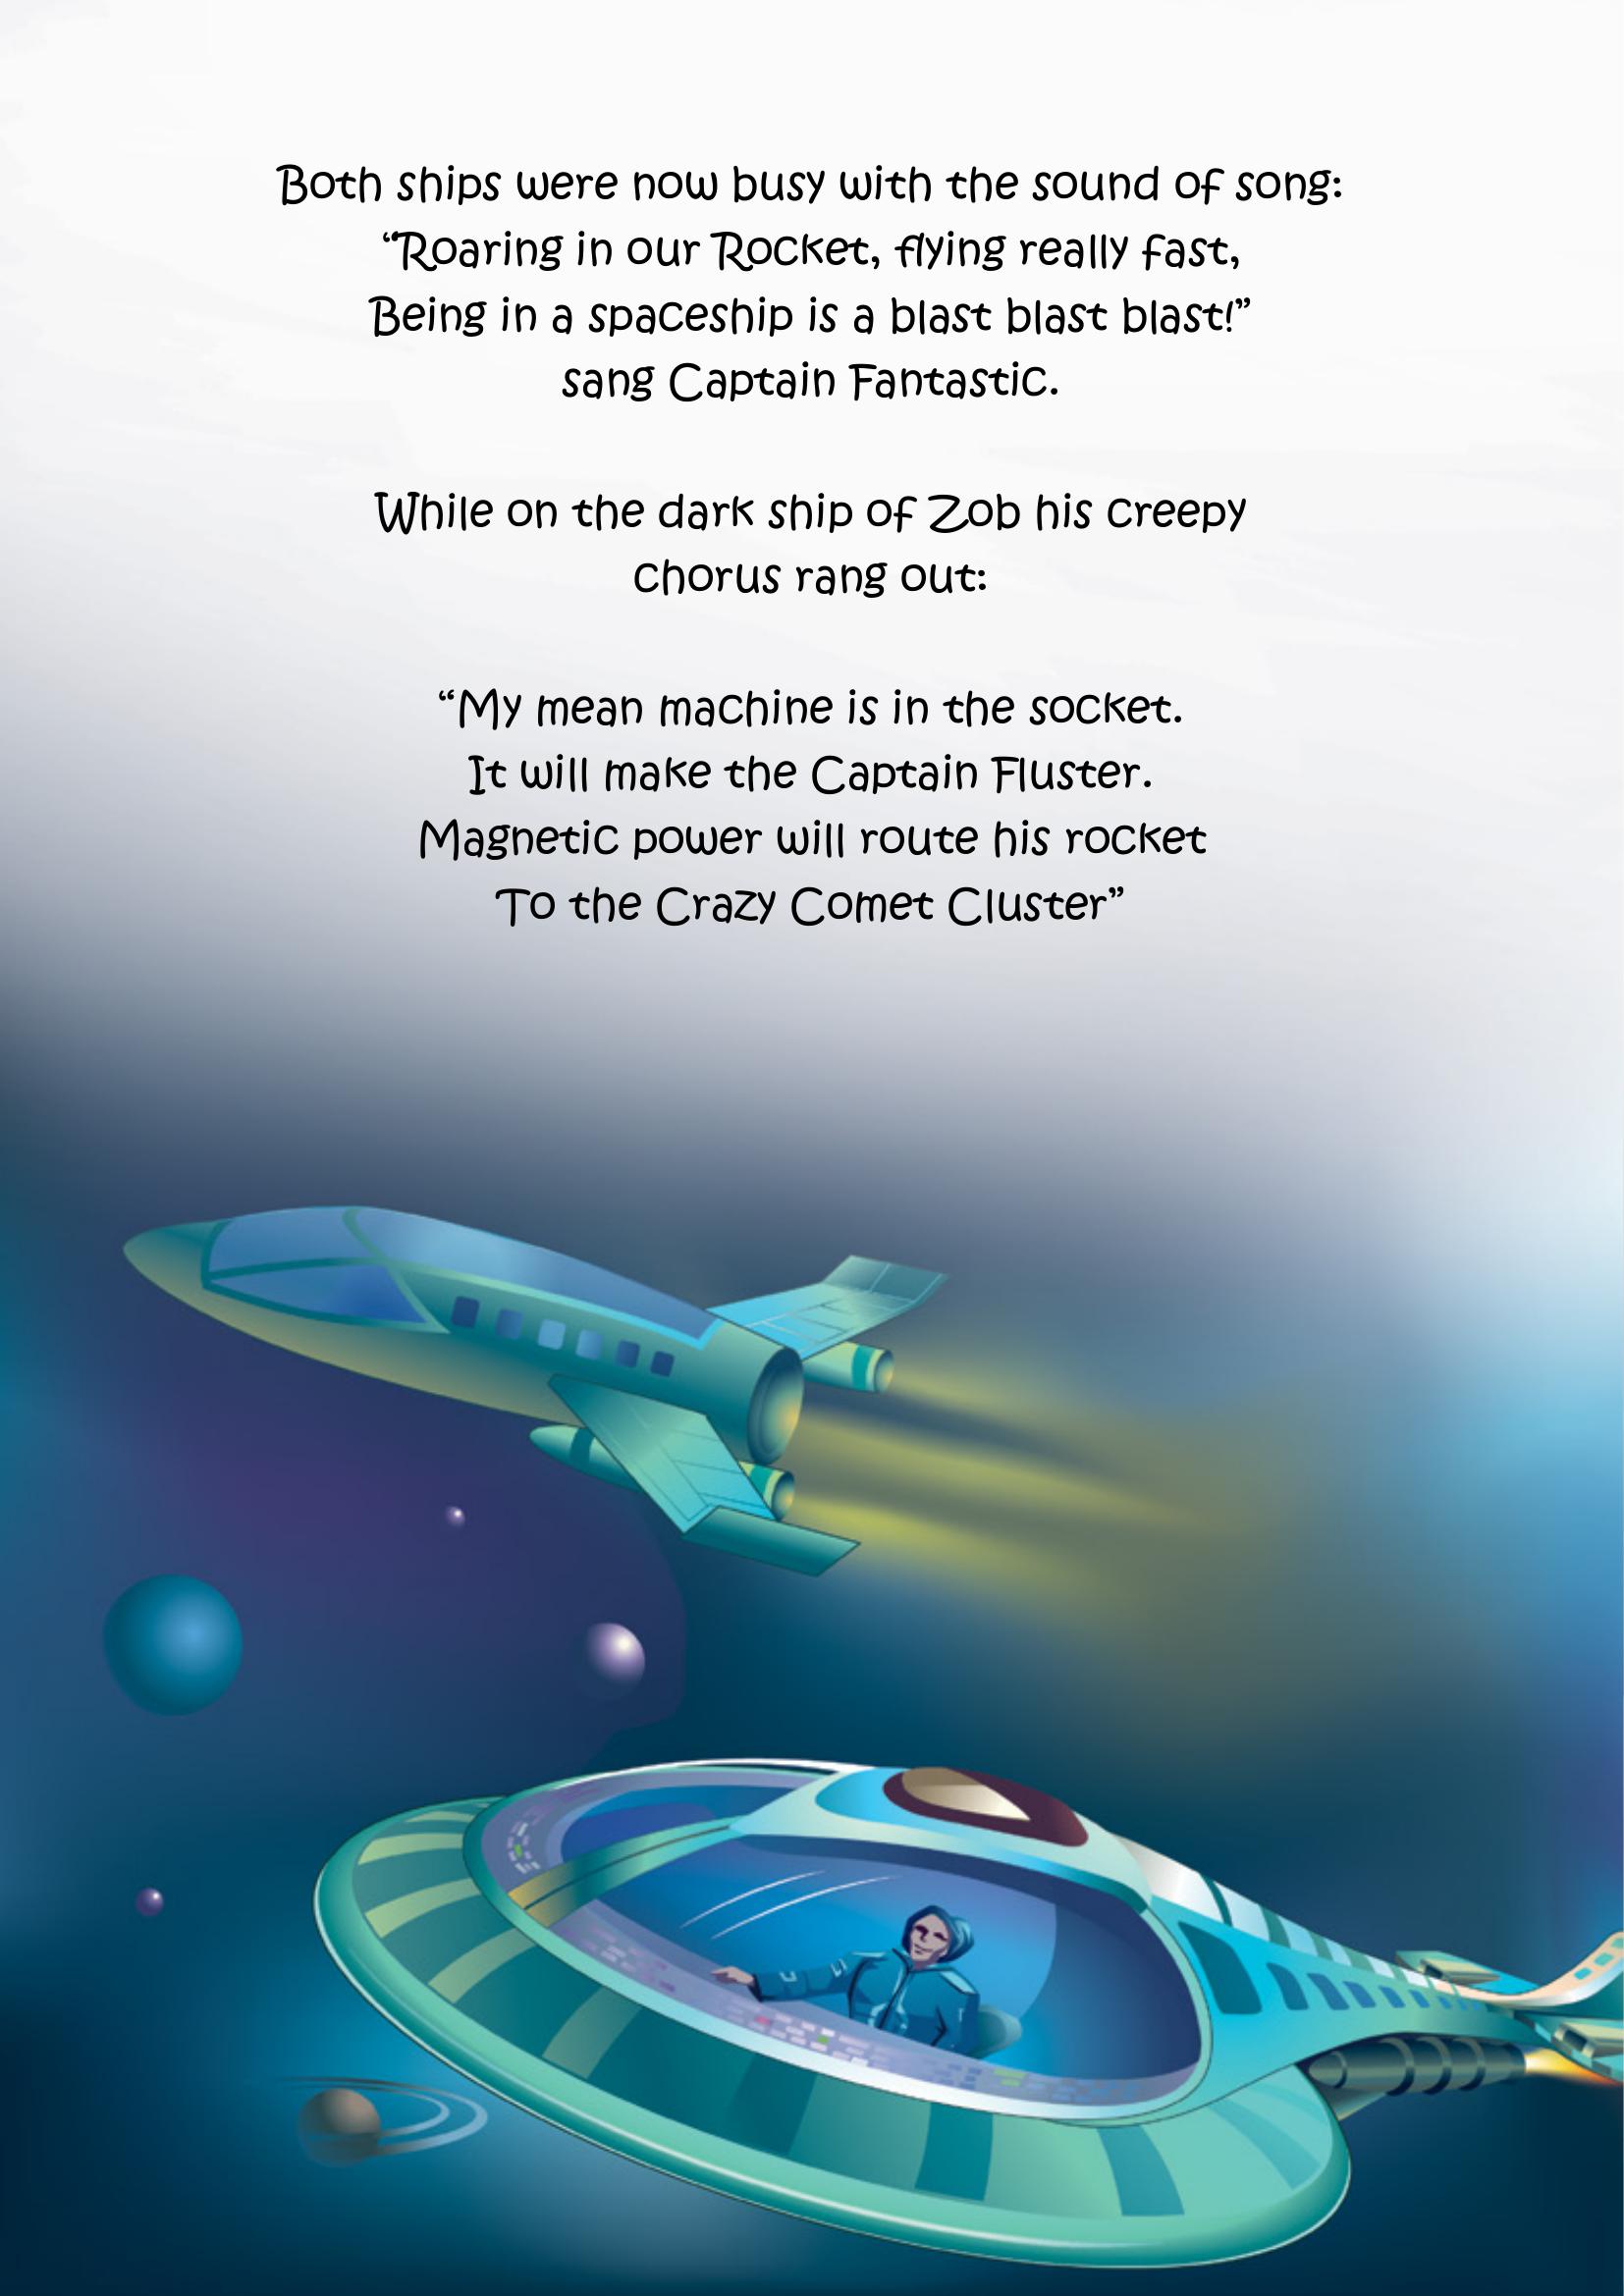 Both ships were now busy with the sound of song:
“Roaring in our Rocket, flying really fast,
Being in a spaceship is a blast blast blast!”
sang Captain Fantastic.
While on the dark ship of Zob his creepy
chorus rang out:
“My mean machine is in the socket.
It will make the Captain Fluster.
Magnetic power will route his rocket
To the Crazy Comet Cluster”